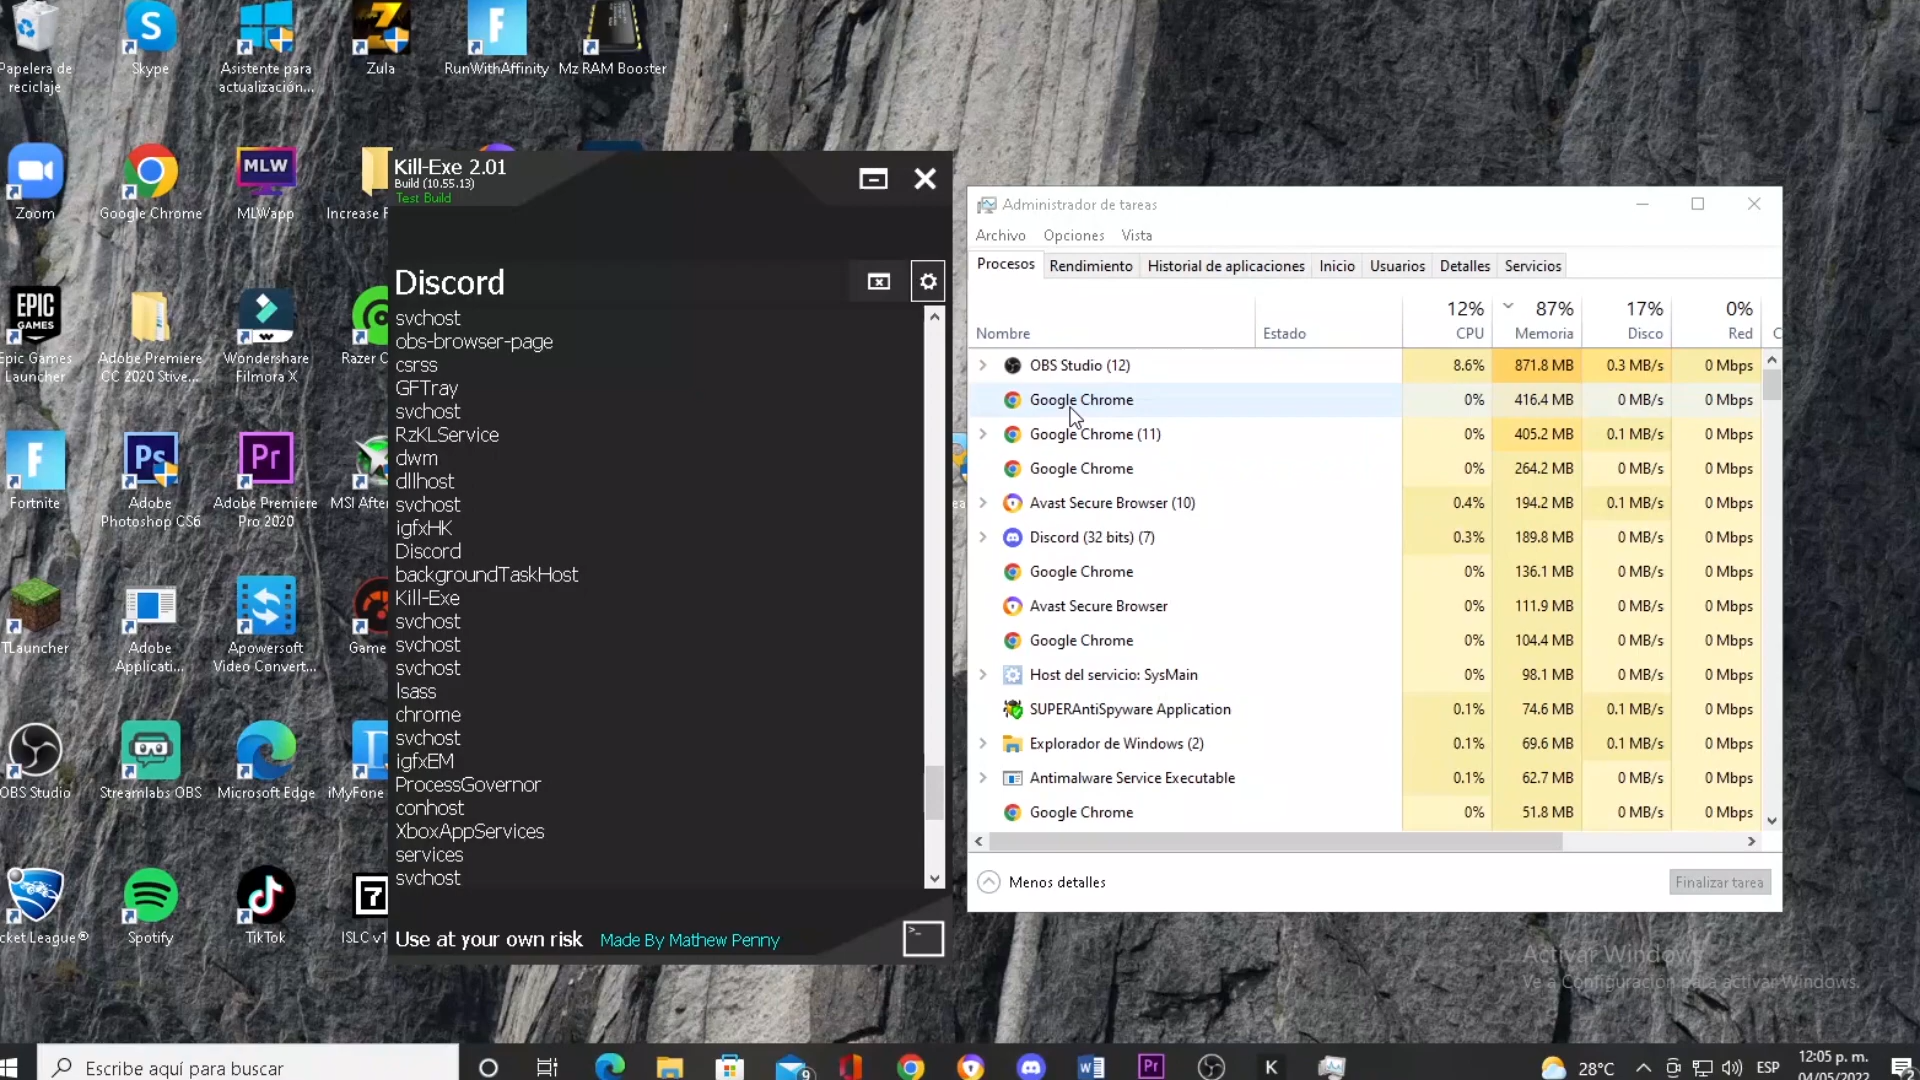 Papelera de
reciclaje
Skype
Asistente para
actualización...
Zula
RunWithAffinity
Mz RAM Booster
Zoom
Google Chrome
MLW
MLWapp
Increase
EPIC
GAMES
Epic Games
Launcher
Adobe Premiere
CC 2020 Stive...
Wondershare
Filmora X
Razer
Fortnite
Ps
Adobe
Photoshop CS6
Pr
Adobe Premiere
Pro 2020
MSI After
TLauncher
Adobe
Applicati...
Apowersoft
Video Convert...
Game
OBS Studio
Streamlabs OBS
Microsoft Edge
iMyFone
cket League®
Spotify
TikTok
ISLC v1
Kill-Exe 2.01
Build (10.55.13)
Test Build
Discord
svchost
obs-browser-page
csrss
GFTray
svchost
RzKLService
dwm
dllhost
svchost
igfxHK
Discord
backgroundTaskHost
Kill-Exe
svchost
svchost
svchost
lsass
chrome
svchost
igfxEM
ProcessGovernor
conhost
XboxAppServices
services
svchost
Use at your own risk Made By Mathew Penny
Administrador de tareas
Archivo Opciones Vista
Procesos Rendimiento Historial de aplicaciones Inicio Usuarios Detalles Servicios
12% 87% 17% 0%
Nombre Estado CPU Memoria Disco Red C
OBS Studio (12) 8.6% 871.8 MB 0.3 MB/s 0 Mbps
Google Chrome 0% 416.4 MB 0 MB/s 0 Mbps
Google Chrome (11) 0% 405.2 MB 0.1 MB/s 0 Mbps
Google Chrome 0% 264.2 MB 0 MB/s 0 Mbps
Avast Secure Browser (10) 0.4% 194.2 MB 0.1 MB/s 0 Mbps
Discord (32 bits) (7) 0.3% 189.8 MB 0 MB/s 0 Mbps
Google Chrome 0% 136.1 MB 0 MB/s 0 Mbps
Avast Secure Browser 0% 111.9 MB 0 MB/s 0 Mbps
Google Chrome 0% 104.4 MB 0 MB/s 0 Mbps
Host del servicio: SysMain 0% 98.1 MB 0 MB/s 0 Mbps
SUPERAntiSpyware Application 0.1% 74.6 MB 0.1 MB/s 0 Mbps
Explorador de Windows (2) 0.1% 69.6 MB 0.1 MB/s 0 Mbps
Antimalware Service Executable 0.1% 62.7 MB 0 MB/s 0 Mbps
Google Chrome 0% 51.8 MB 0 MB/s 0 Mbps
Menos detalles
Finalizar tarea
Activar Windows
Ve a Configuración para activar Windows.
Escribe aquí para buscar
9
Pr
K
28°C
ESP
12:05 p. m.
04/05/2022
2